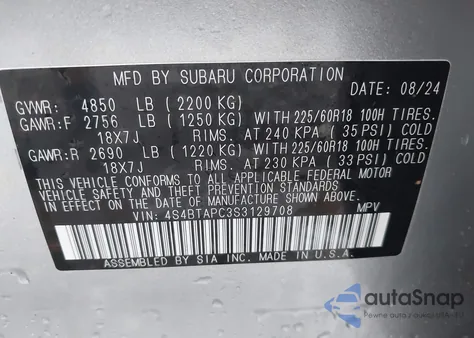 MFD BY SUBARU CORPORATION
DATE: 08/24
GVWR: 4850 LB (2200 KG)
GAWR:F 2756 LB (1250 KG) WITH 225/60R18 100H TIRES.
18X7J RIMS. AT 240 KPA (35 PSI) COLD
GAWR:R 2690 LB (1220 KG) WITH 225/60R18 100H TIRES.
18X7J RIMS. AT 230 KPA (33 PSI) COLD
THIS VEHICLE CONFORMS TO ALL APPLICABLE FEDERAL MOTOR
VEHICLE SAFETY AND BUMPER STANDARDS IN EFFECT ON THE
DATE OF MANUFACTURE SHOWN ABOVE.
VIN: 4S4BTAPC3S3129708 MPV
ASSEMBLED BY SIA INC. MADE IN U.S.A.
autoSnap
Pewne auto z USA